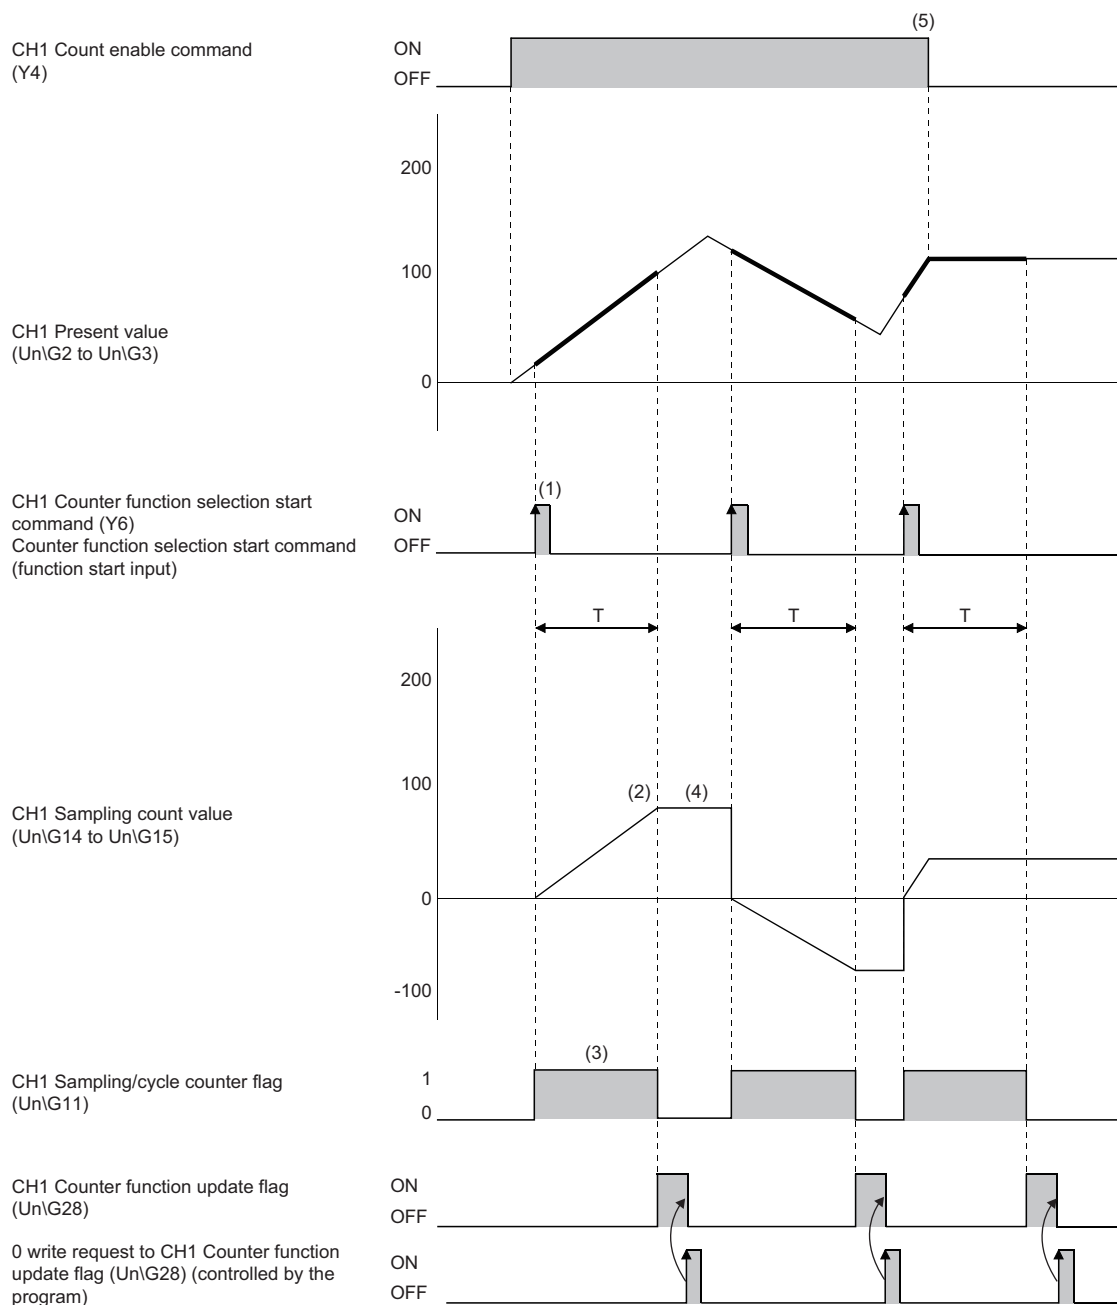 (5)
CH1 Count enable command
(Y4)
ON
OFF
200
100
0
CH1 Present value
(Un\G2 to Un\G3)
CH1 Counter function selection start
command (Y6)
Counter function selection start command
(function start input)
ON
OFF
(1)
T
T
T
200
100
0
-100
(2)
(4)
CH1 Sampling count value
(Un\G14 to Un\G15)
CH1 Sampling/cycle counter flag
(Un\G11)
1
0
(3)
CH1 Counter function update flag
(Un\G28)
ON
OFF
0 write request to CH1 Counter function
update flag (Un\G28) (controlled by the
program)
ON
OFF